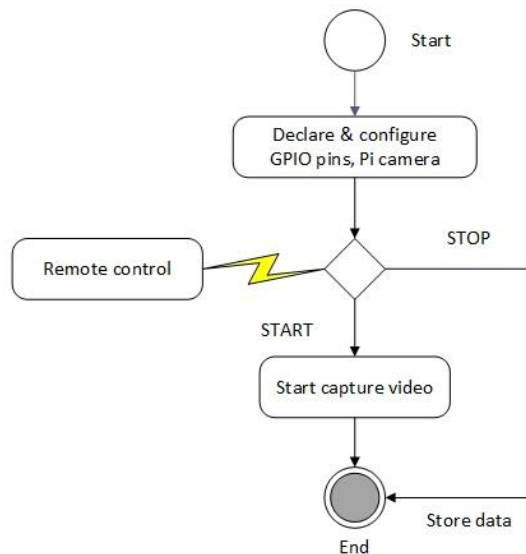 Start
Declare & configure
GPIO pins, Pi camera
STOP
Remote control
START
Start capture video
Store data
End